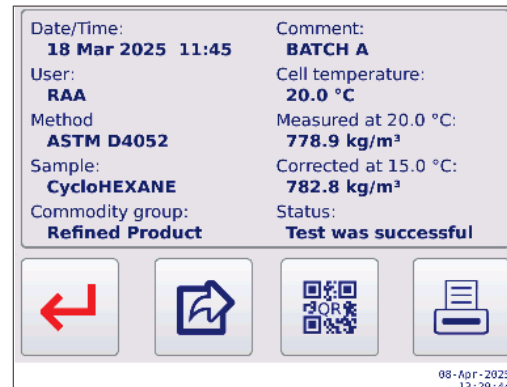 Date/Time:
18 Mar 2025 11:45
User:
RAA
Method
ASTM D4052
Sample:
CycloHEXANE
Commodity group:
Refined Product
Comment:
BATCH A
Cell temperature:
20.0 °C
Measured at 20.0 °C:
778.9 kg/m³
Corrected at 15.0 °C:
782.8 kg/m³
Status:
Test was successful
QR
08-Apr-2025